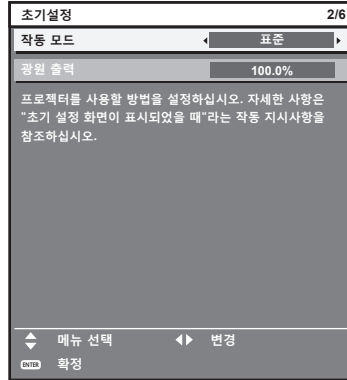 초기설정 2/6
작동 모드 표준
광원 출력 100.0%
프로젝터를 사용할 방법을 설정하십시오. 자세한 사항은
"초기 설정 화면이 표시되었을 때"라는 작동 지시사항을
참조하십시오.
메뉴 선택 변경
ENTER 확정